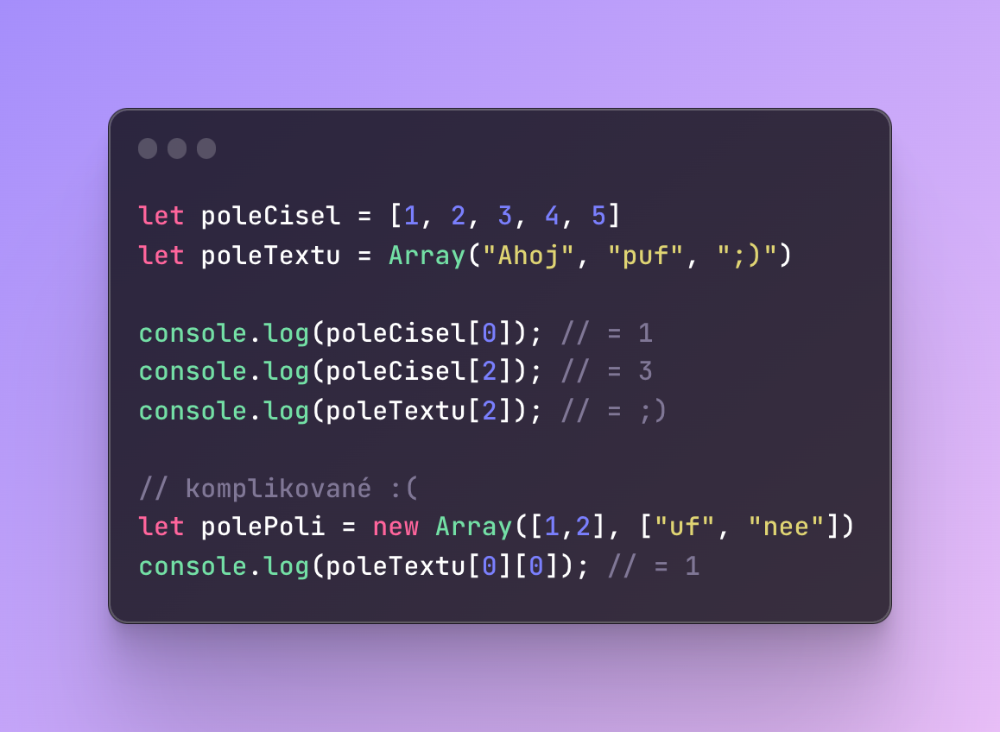 let poleCisel = [1, 2, 3, 4, 5]
let poleTextu = Array("Ahoj", "puf", ";)")
console.log(poleCisel[0]); // = 1
console.log(poleCisel[2]); // = 3
console.log(poleTextu[2]); // = ;)
// komplikované :(
let polePoli = new Array([1,2], ["uf", "nee"])
console.log(poleTextu[0][0]); // = 1